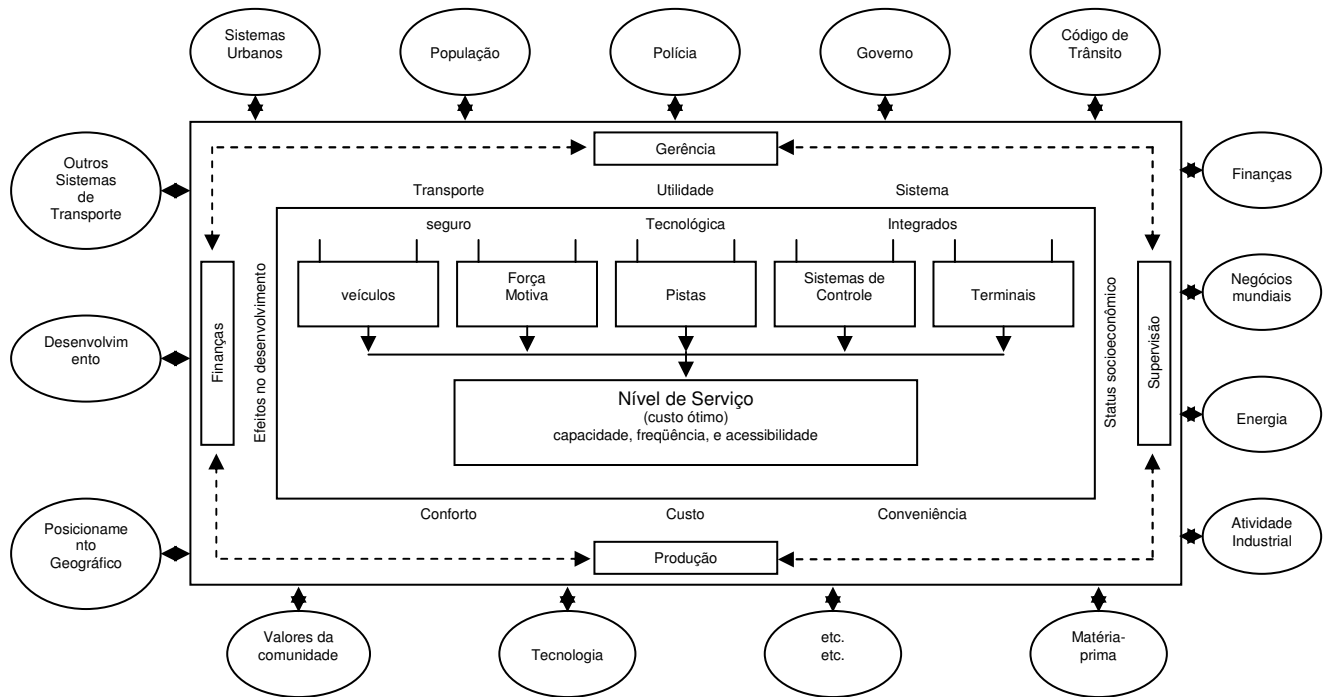 Sistemas
Urbanos
População
Polícia
Governo
Código de
Trânsito
Outros
Sistemas
de
Transporte
Gerência
Finanças
Transporte
Utilidade
Sistema
seguro
Tecnológica
Integrados
Finanças
Efeitos no desenvolvimento
veículos
Força
Motiva
Pistas
Sistemas de
Controle
Terminais
Status socioeconômico
Supervisão
Negócios
mundiais
Desenvolvim
ento
Nível de Serviço
(custo ótimo)
capacidade, freqüência, e acessibilidade
Energia
Posicioname
nto
Geográfico
Conforto
Custo
Conveniência
Atividade
Industrial
Produção
Valores da
comunidade
Tecnologia
etc.
etc.
Matéria-
prima